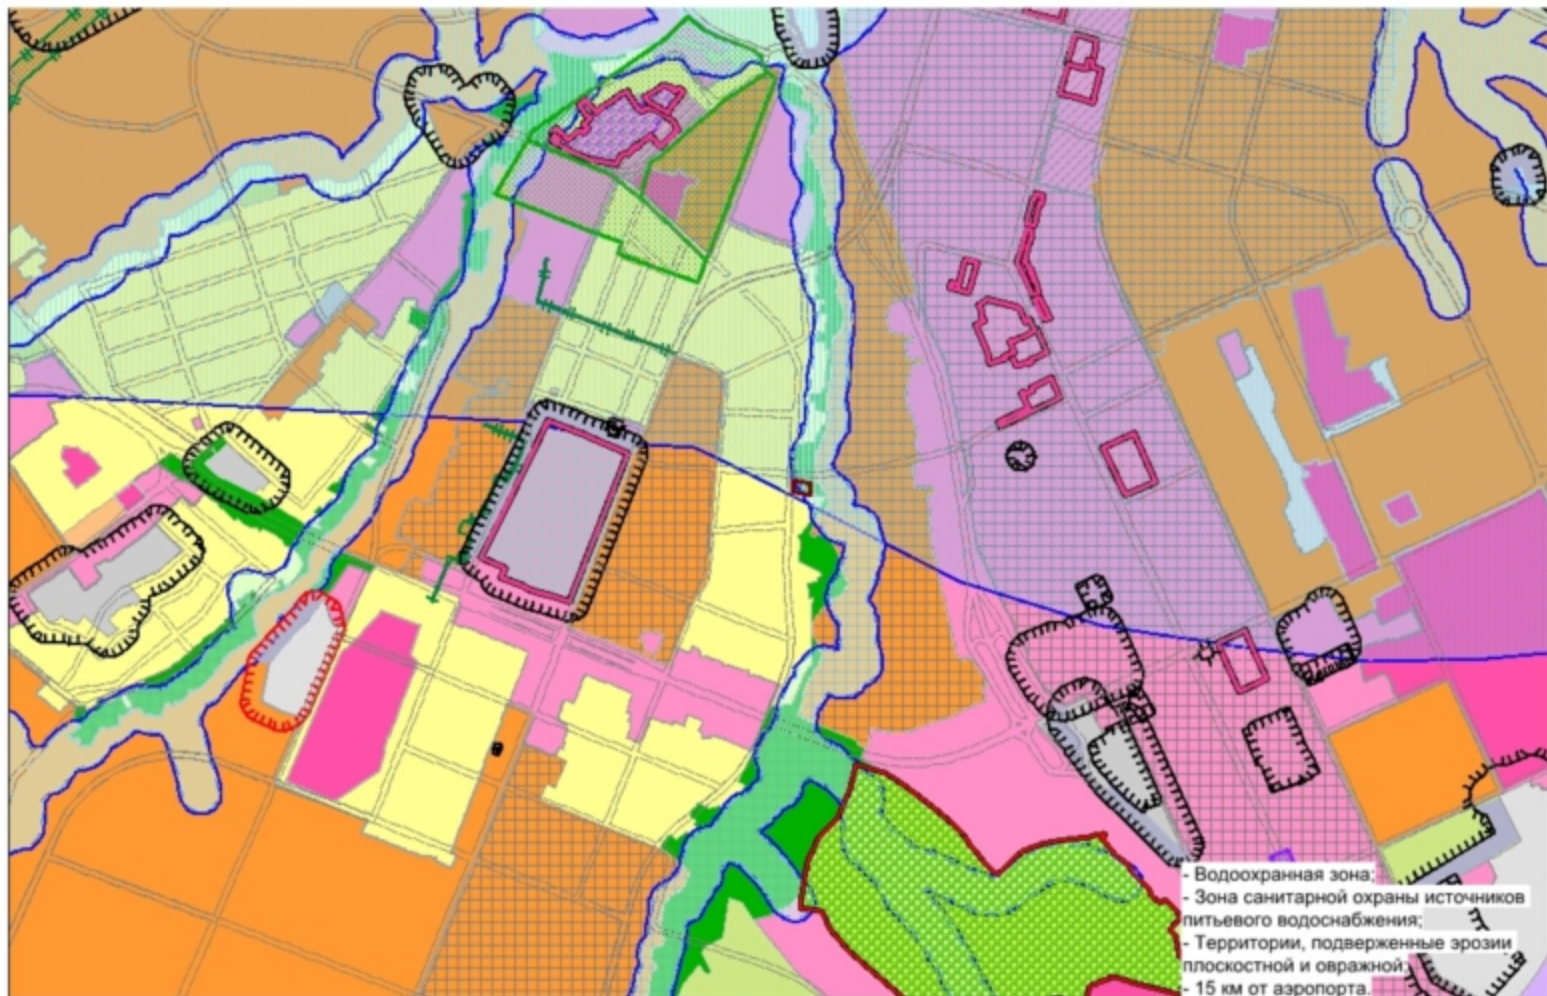 - Водоохранная зона;
- Зона санитарной охраны источников
питьевого водоснабжения;
- Территории, подверженные эрозии
плоскостной и овражной;
- 15 км от аэропорта.